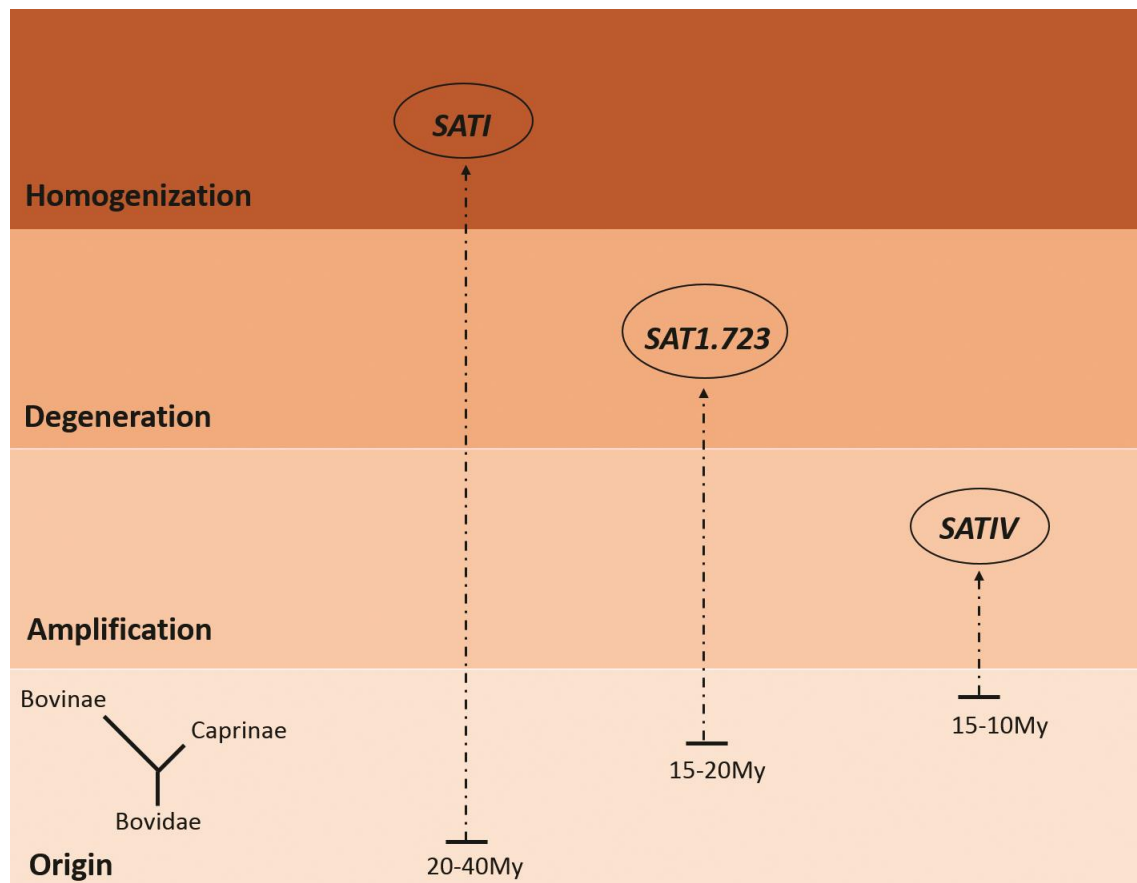 SATI
Homogenization
SAT1.723
Degeneration
SATIV
Amplification
Bovinae
Caprinae
15-10My
15-20My
Bovidae
Origin
20-40My